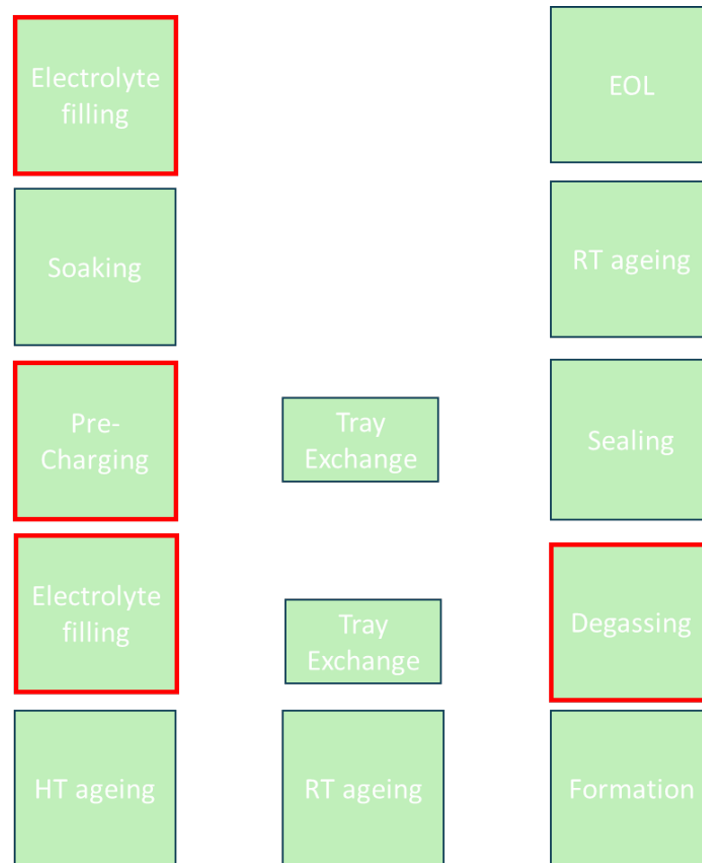 Electrolyte
filling
EOL
Soaking
RT ageing
Pre-
Charging
Tray
Exchange
Sealing
Electrolyte
filling
Tray
Exchange
Degassing
HT ageing
RT ageing
Formation